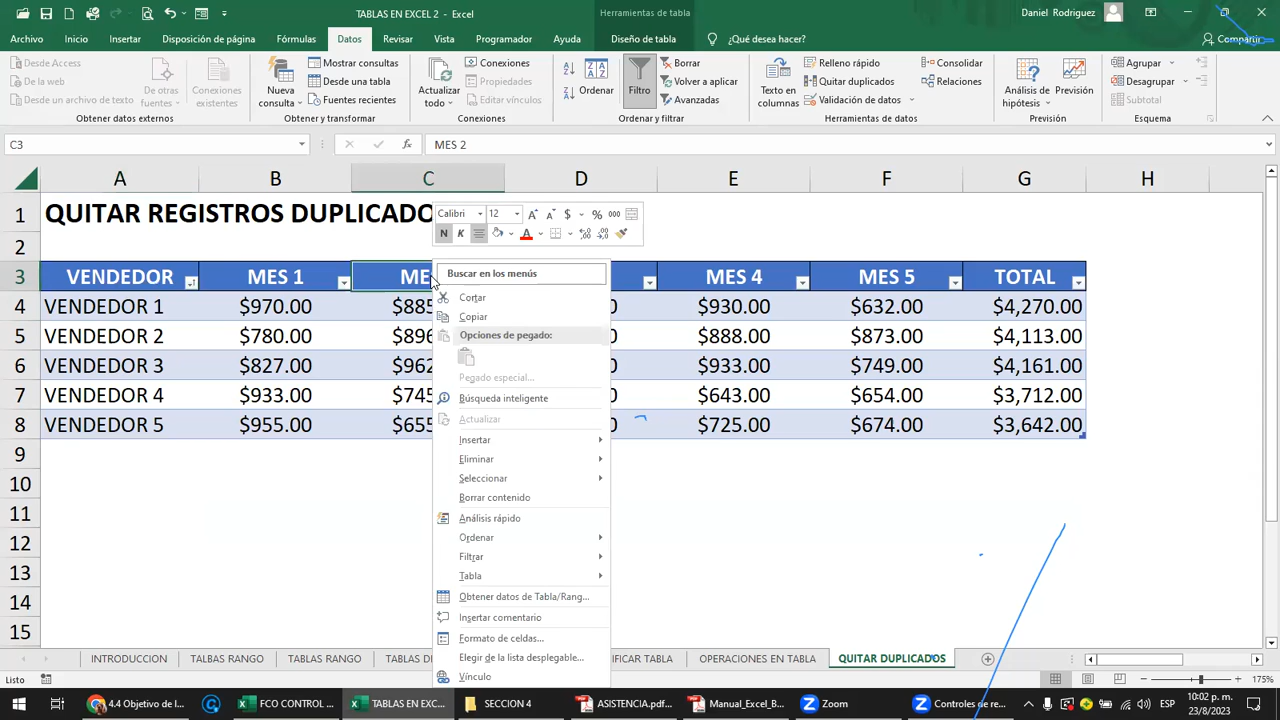 TABLAS EN EXCEL 2 - Excel
Herramientas de tabla
Daniel Rodriguez
Archivo Inicio Insertar Disposición de página Fórmulas Datos Revisar Vista Programador Ayuda Diseño de tabla ¿Qué desea hacer? Compartir
Desde Access
De la web
Desde un archivo de texto
De otras fuentes
Conexiones existentes
Obtener datos externos
Nueva consulta
Mostrar consultas
Desde una tabla
Fuentes recientes
Obtener y transformar
Actualizar todo
Conexiones
Propiedades
Editar vínculos
Conexiones
Ordenar
Filtro
Borrar
Volver a aplicar
Avanzadas
Ordenar y filtrar
Texto en columnas
Relleno rápido
Quitar duplicados
Validación de datos
Consolidar
Relaciones
Herramientas de datos
Análisis de hipótesis
Previsión
Previsión
Agrupar
Desagrupar
Subtotal
Esquema
C3 fx MES 2
A B C D E F G H
1 QUITAR REGISTROS DUPLICADO
2
3 VENDEDOR MES 1 MES MES 4 MES 5 TOTAL
4 VENDEDOR 1 $970.00 $885 0 $930.00 $632.00 $4,270.00
5 VENDEDOR 2 $780.00 $896 0 $888.00 $873.00 $4,113.00
6 VENDEDOR 3 $827.00 $962 0 $933.00 $749.00 $4,161.00
7 VENDEDOR 4 $933.00 $745 0 $643.00 $654.00 $3,712.00
8 VENDEDOR 5 $955.00 $655 0 $725.00 $674.00 $3,642.00
9
10
11
12
13
14
15
Calibri 12 A A $ % 000
N K A
Buscar en los menús
Cortar
Copiar
Opciones de pegado:
Pegado especial...
Búsqueda inteligente
Actualizar
Insertar
Eliminar
Seleccionar
Borrar contenido
Análisis rápido
Ordenar
Filtrar
Tabla
Obtener datos de Tabla/Rang...
Insertar comentario
Formato de celdas...
Elegir de la lista desplegable...
Vínculo
INTRODUCCION TALBAS RANGO TABLAS RANGO TABLAS DI IFICAR TABLA OPERACIONES EN TABLA QUITAR DUPLICADOS
Listo 175%
4.4 Objetivo de l... FCO CONTROL ... TABLAS EN EXC... SECCION 4 ASISTENCIA.pdf... Manual_Excel_B... Zoom Controles de re... ESP 10:02 p. m.
23/8/2023